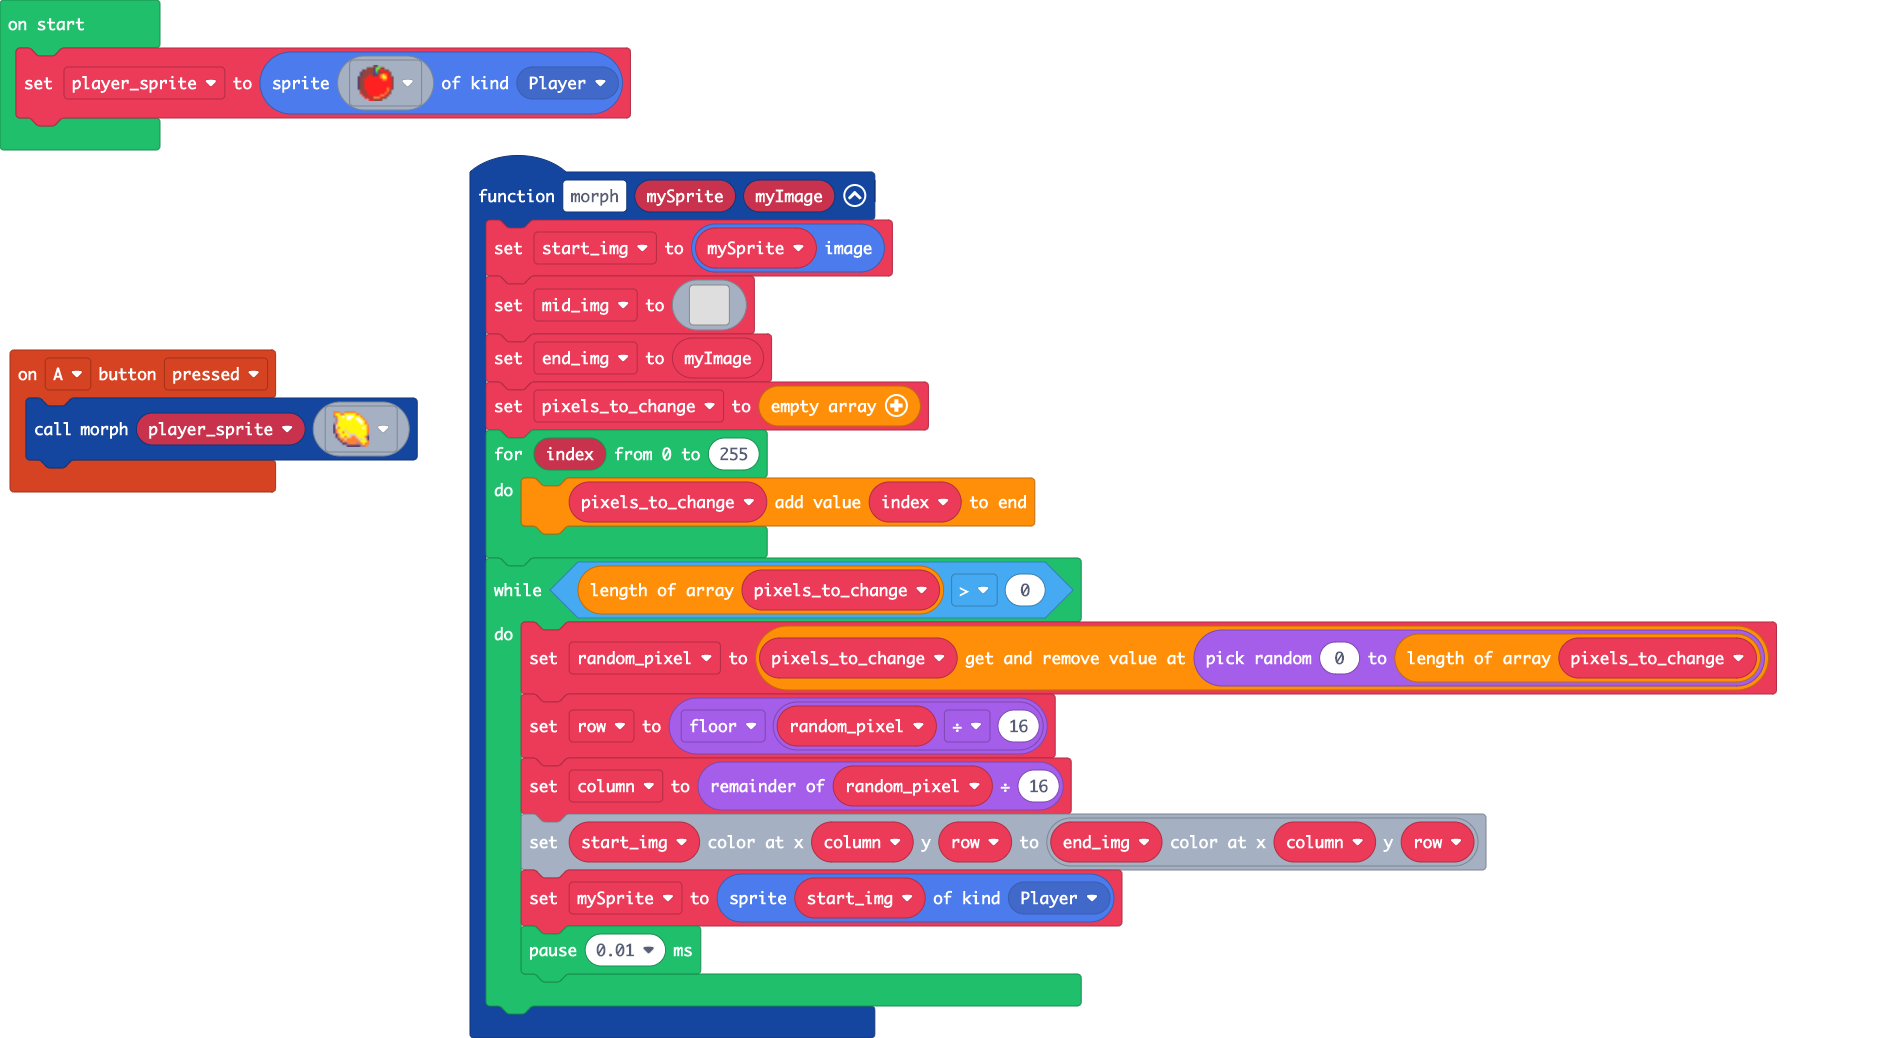 on start
set player_sprite to sprite of kind Player
function morph mySprite myImage
set start_img to mySprite image
set mid_img to
set end_img to myImage
set pixels_to_change to empty array
for index from 0 to 255
do pixels_to_change add value index to end
while length of array pixels_to_change > 0
do set random_pixel to pixels_to_change get and remove value at pick random 0 to length of array pixels_to_change
set row to floor random_pixel ÷ 16
set column to remainder of random_pixel ÷ 16
set start_img color at x column y row to end_img color at x column y row
set mySprite to sprite start_img of kind Player
pause 0.01 ms
on A button pressed
call morph player_sprite